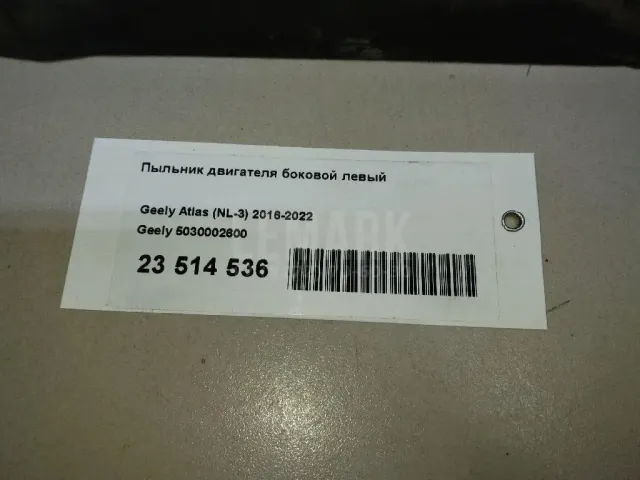 Пыльник двигателя боковой левый
Geely Atlas (NL-3) 2016-2022
Geely 5030002600
23 514 536